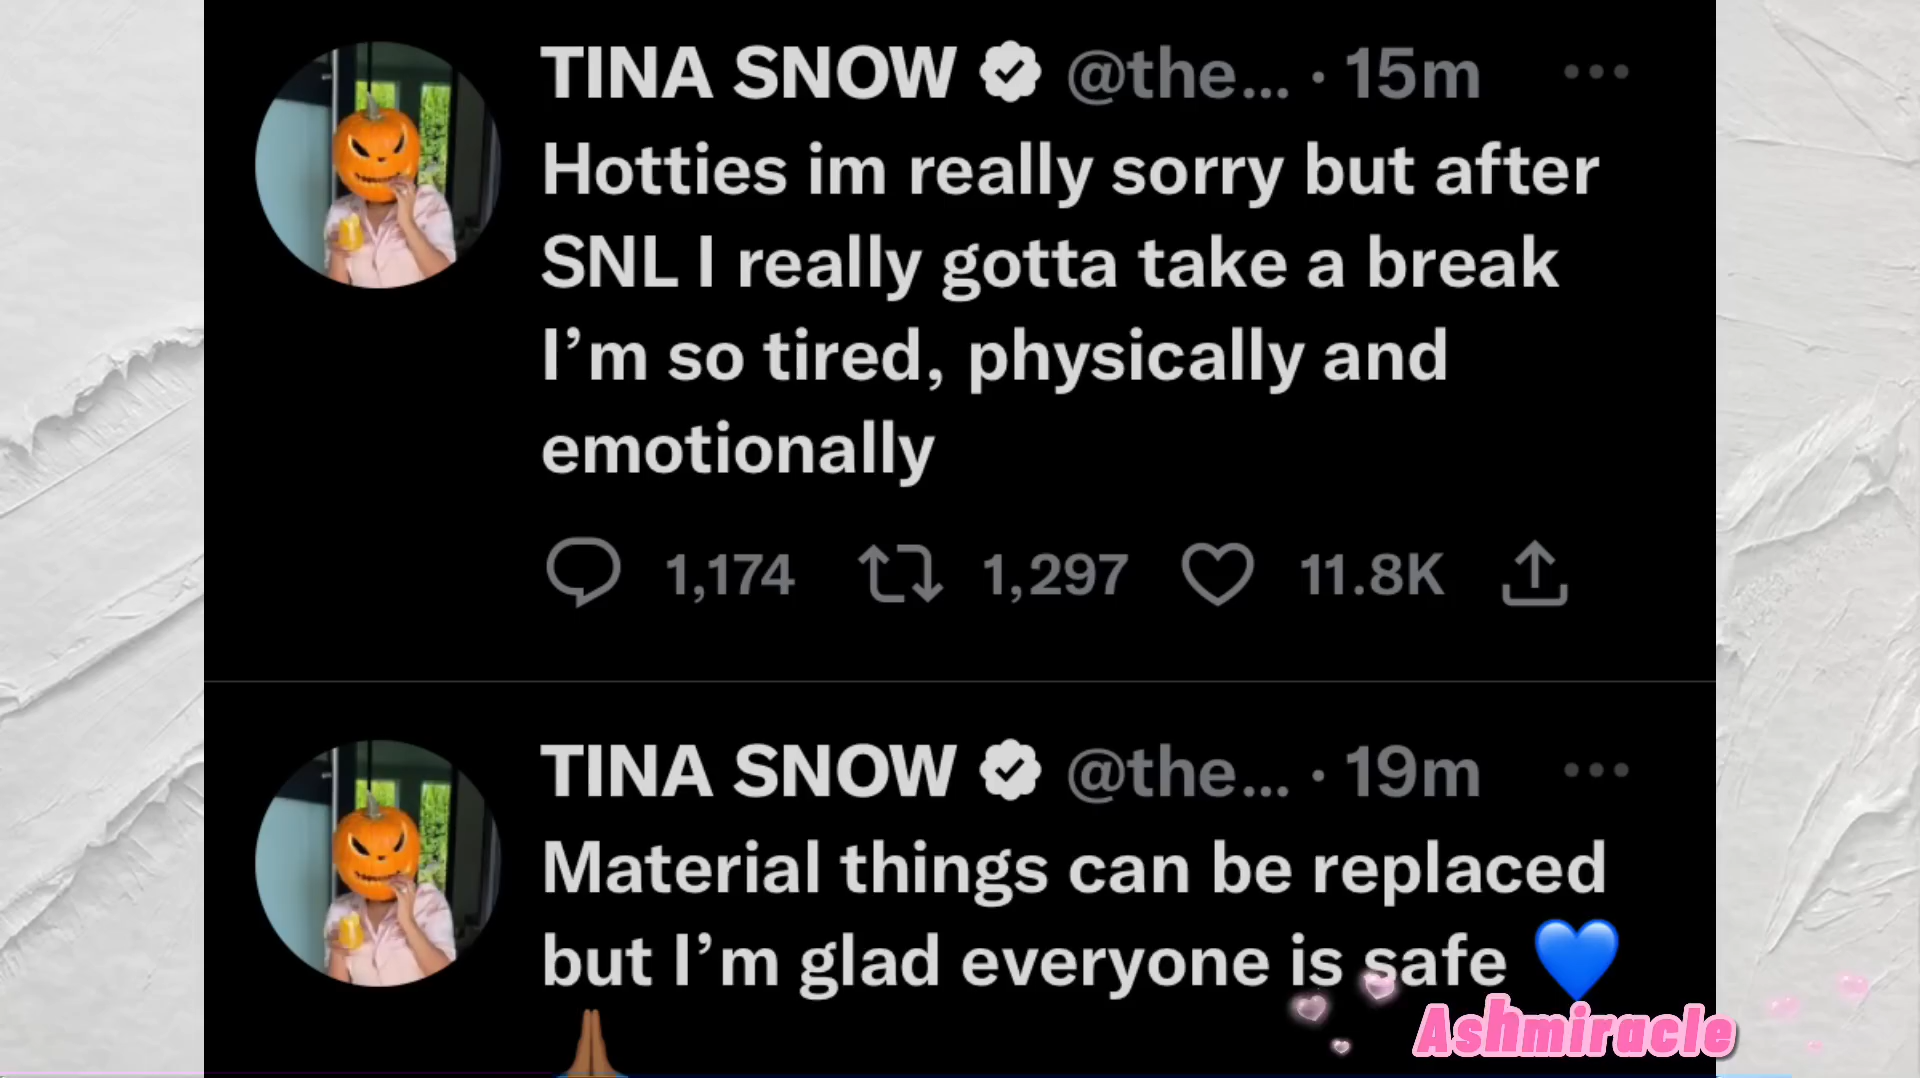 TINA SNOW @the... · 15m
Hotties im really sorry but after
SNL I really gotta take a break
I’m so tired, physically and
emotionally
1,174 1,297 11.8K
TINA SNOW @the... · 19m
Material things can be replaced
but I’m glad everyone is safe 💙
🙏🏾
Ashmiracle